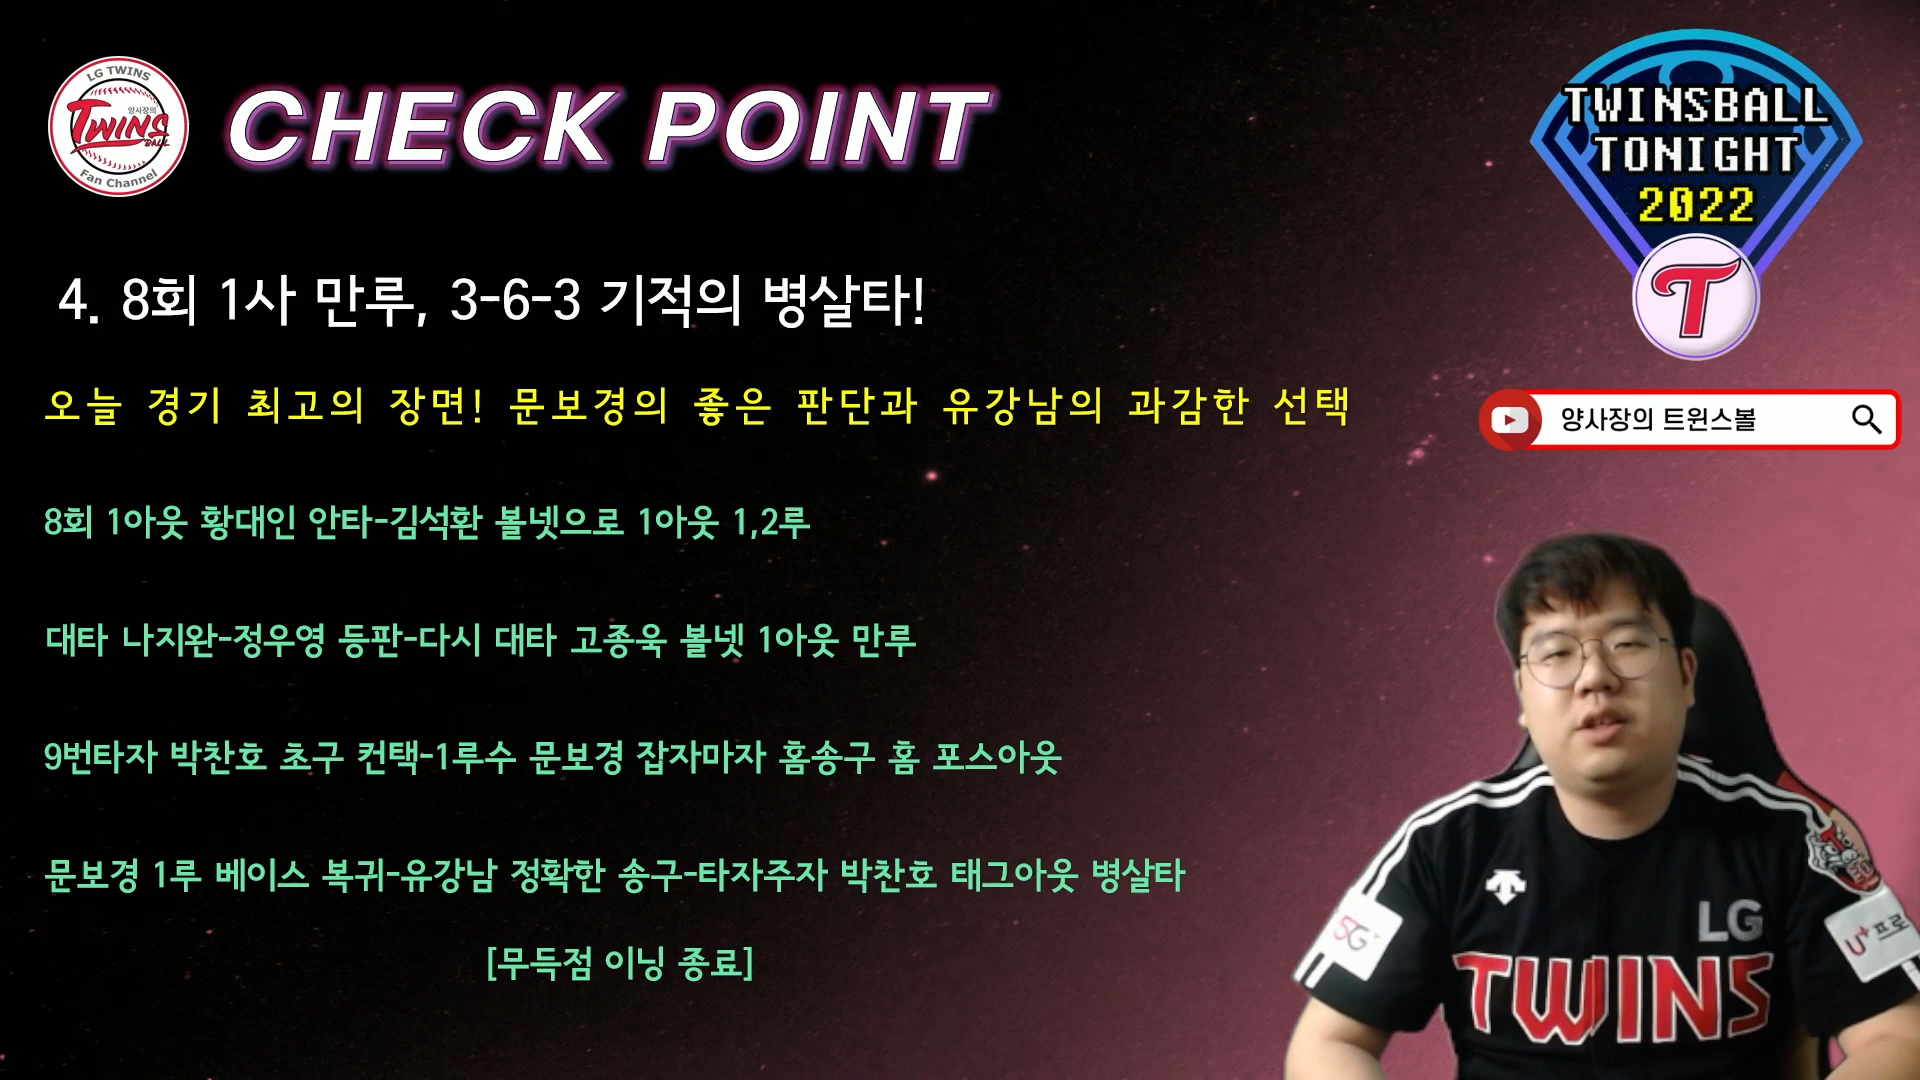 LG TWINS
양사장의
TWINS
BALL
Fan Channel
CHECK POINT
TWINSBALL
TONIGHT
2022
T
4. 8회 1사 만루, 3-6-3 기적의 병살타!
오늘 경기 최고의 장면! 문보경의 좋은 판단과 유강남의 과감한 선택
양사장의 트윈스볼
8회 1아웃 황대인 안타-김석환 볼넷으로 1아웃 1,2루
대타 나지완-정우영 등판-다시 대타 고종욱 볼넷 1아웃 만루
9번타자 박찬호 초구 컨택-1루수 문보경 잡자마자 홈송구 홈 포스아웃
문보경 1루 베이스 복귀-유강남 정확한 송구-타자주자 박찬호 태그아웃 병살타
[무득점 이닝 종료]
5G+
LG
TWINS
U+프로